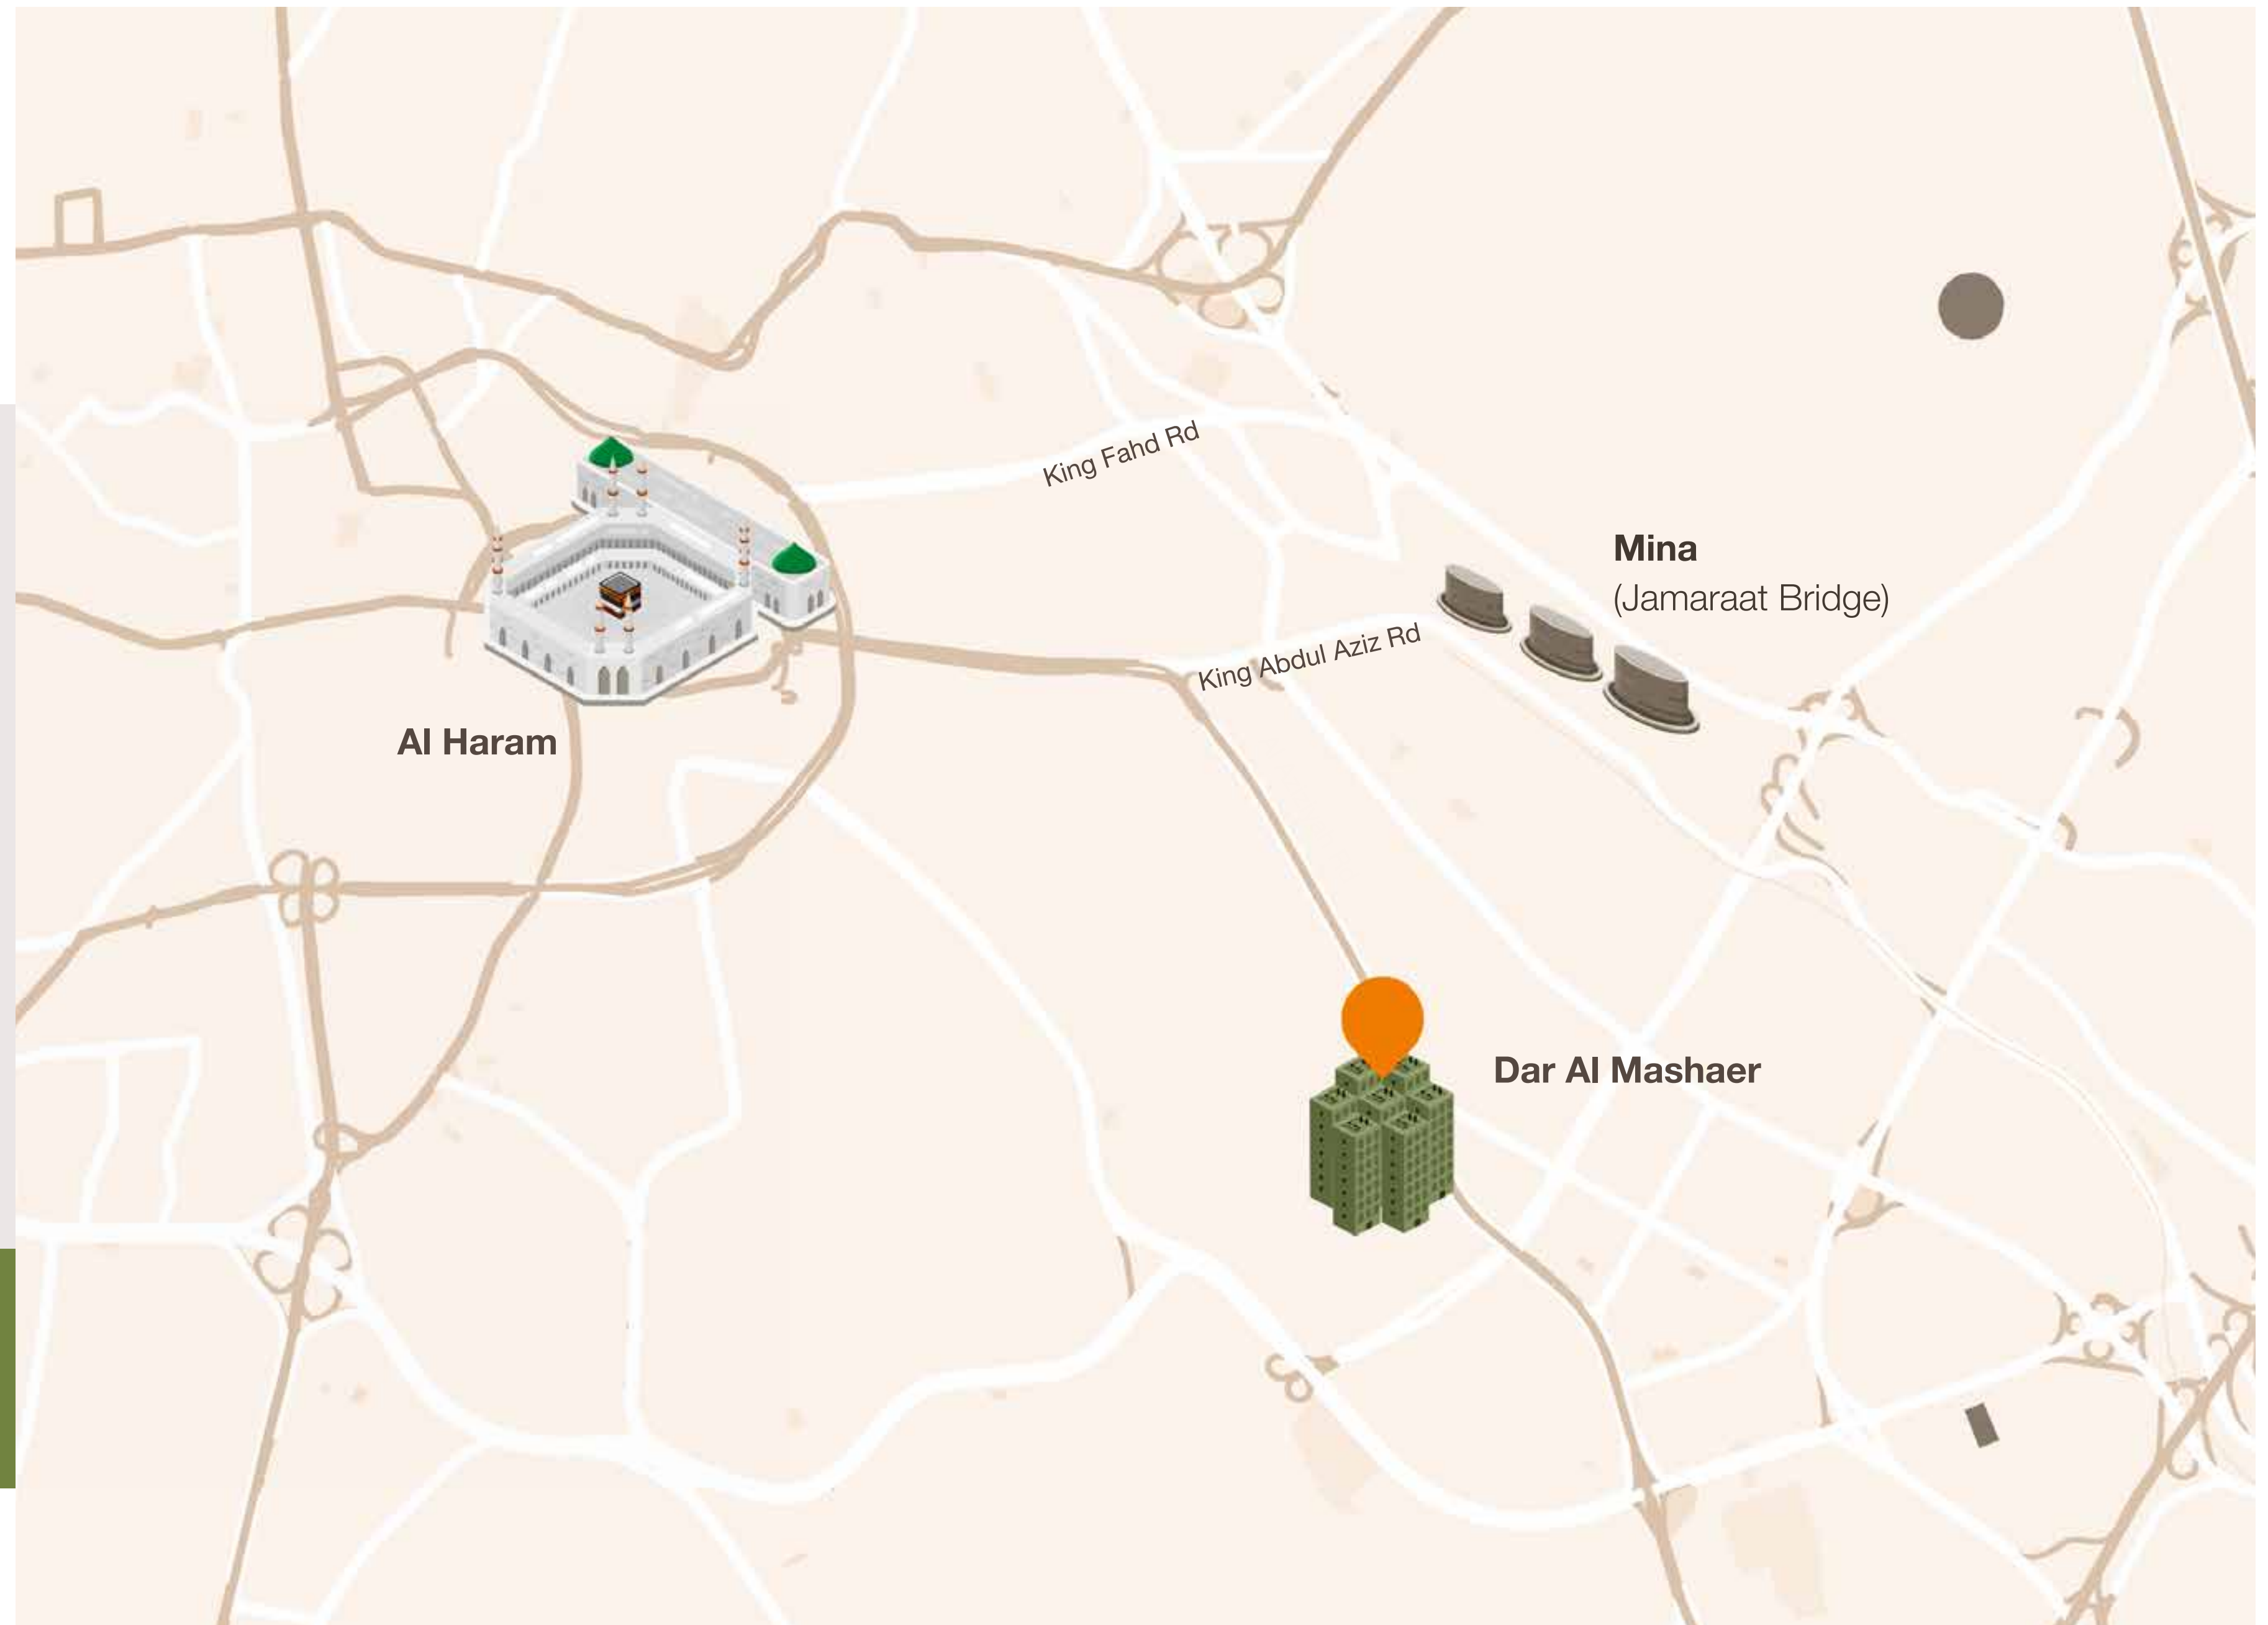 King Fahd Rd
Mina
(Jamaraat Bridge)
King Abdul Aziz Rd
Al Haram
Dar Al Mashaer